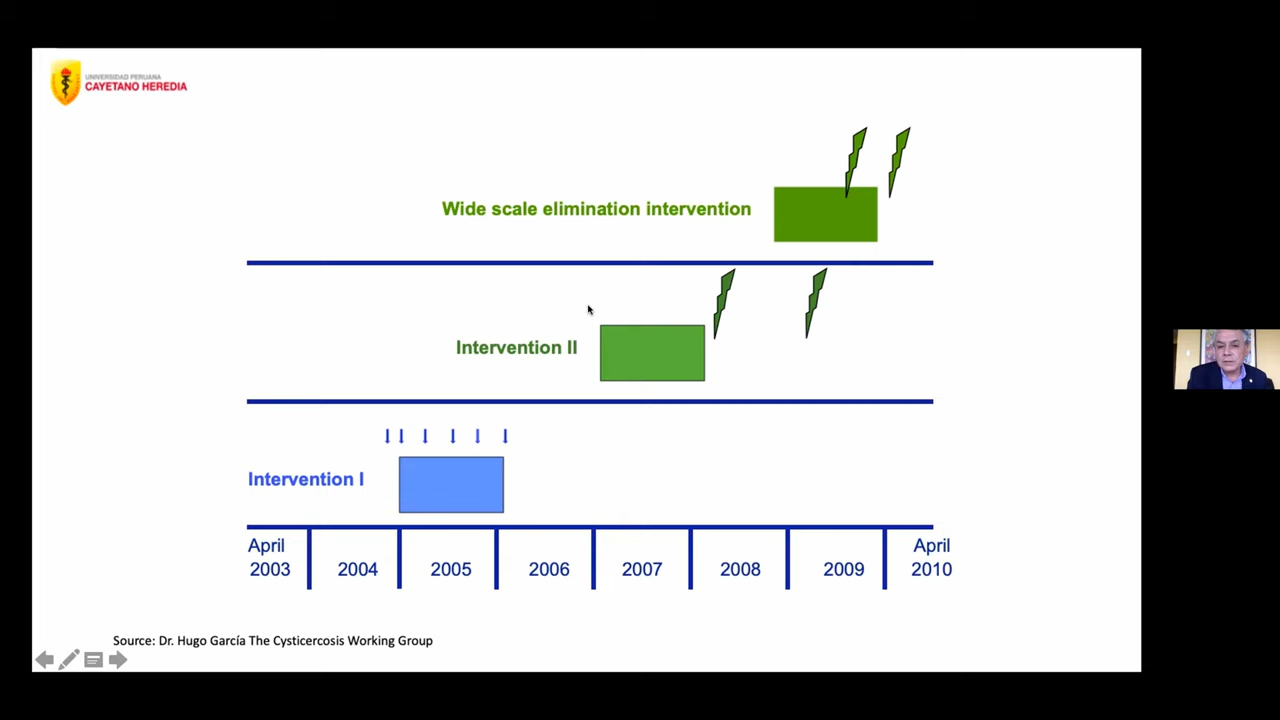 UNIVERSIDAD PERUANA
CAYETANO HEREDIA
Wide scale elimination intervention
Intervention II
Intervention I
April
2003
2004
2005
2006
2007
2008
2009
April
2010
Source: Dr. Hugo García The Cysticercosis Working Group